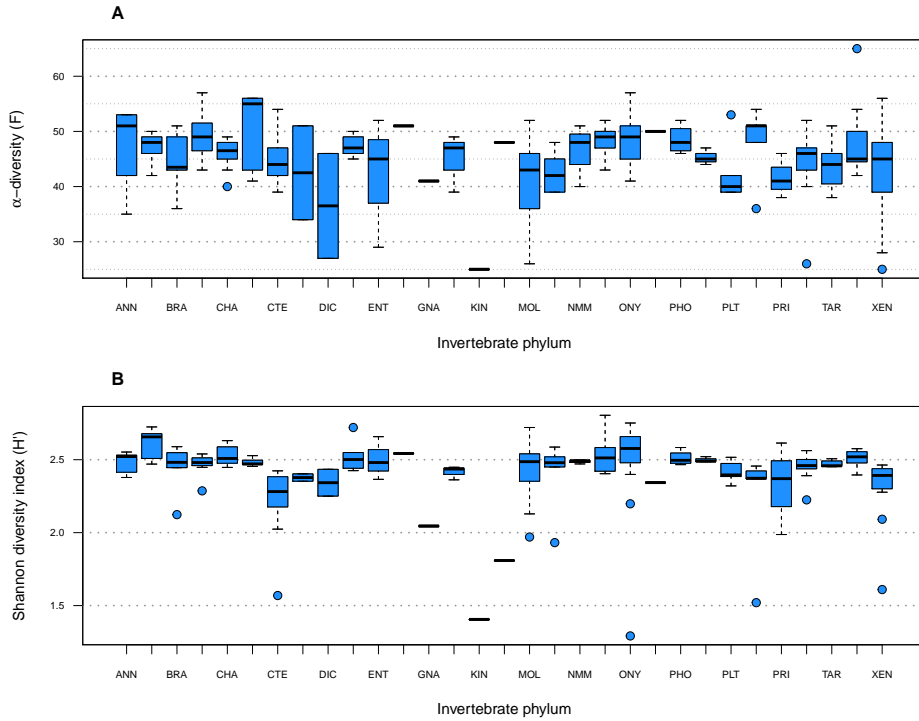 A
α−diversity (F)
60
50
40
30
ANN BRA CHA CTE DIC ENT GNA KIN MOL NMM ONY PHO PLT PRI TAR XEN
Invertebrate phylum
B
Shannon diversity index (H')
2.5
2.0
1.5
ANN BRA CHA CTE DIC ENT GNA KIN MOL NMM ONY PHO PLT PRI TAR XEN
Invertebrate phylum